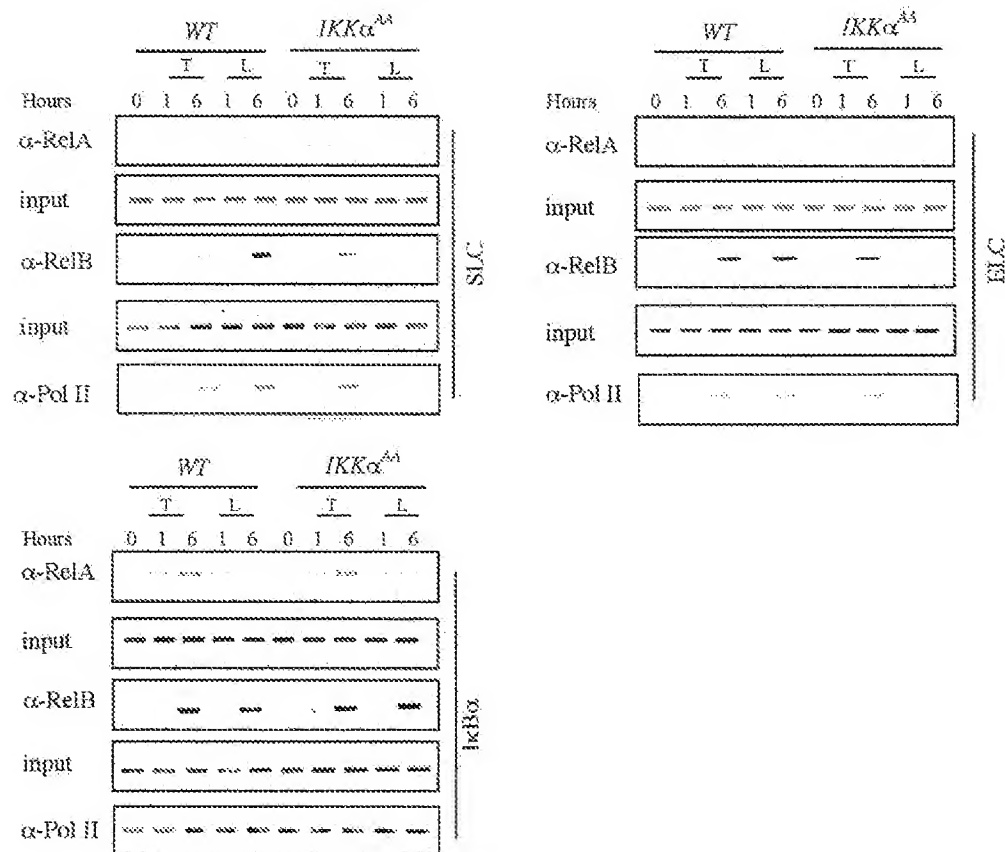 WT IKKα^AA
T L T L
Hours 0 1 6 1 6 0 1 6 1 6
α-RelA
input
α-RelB
input
α-Pol II
SLC
WT IKKα^AA
T L T L
Hours 0 1 6 1 6 0 1 6 1 6
α-RelA
input
α-RelB
input
α-Pol II
ELC
WT IKKα^AA
T L T L
Hours 0 1 6 1 6 0 1 6 1 6
α-RelA
input
α-RelB
input
α-Pol II
IκBα